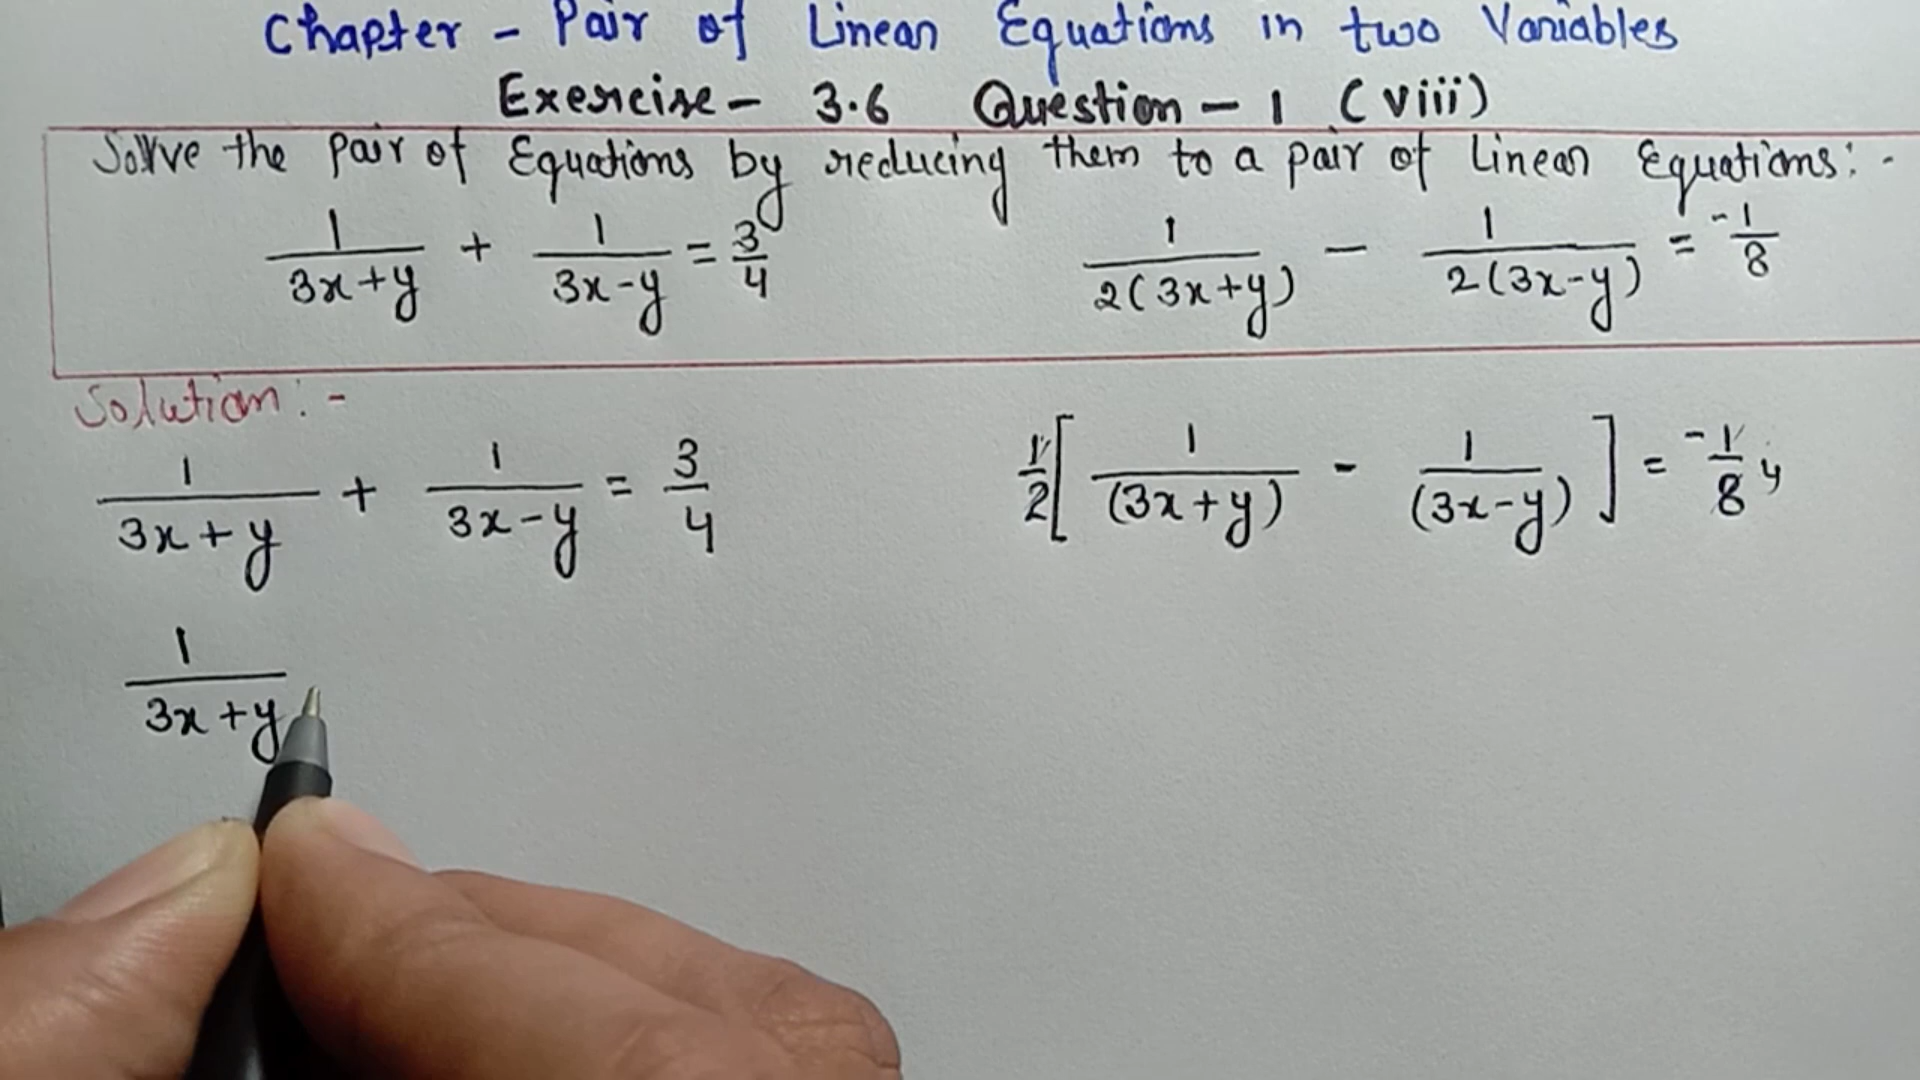 Chapter - Pair of Linear Equations in two Variables
Exercise - 3.6 Question - 1 (viii)
Solve the pair of Equations by reducing them to a pair of Linear Equations:-
1/(3x+y) + 1/(3x-y) = 3/4 1/(2(3x+y)) - 1/(2(3x-y)) = -1/8
Solution:-
1/(3x+y) + 1/(3x-y) = 3/4 1/2[1/(3x+y) - 1/(3x-y)] = -1/8 4
1/(3x+y)